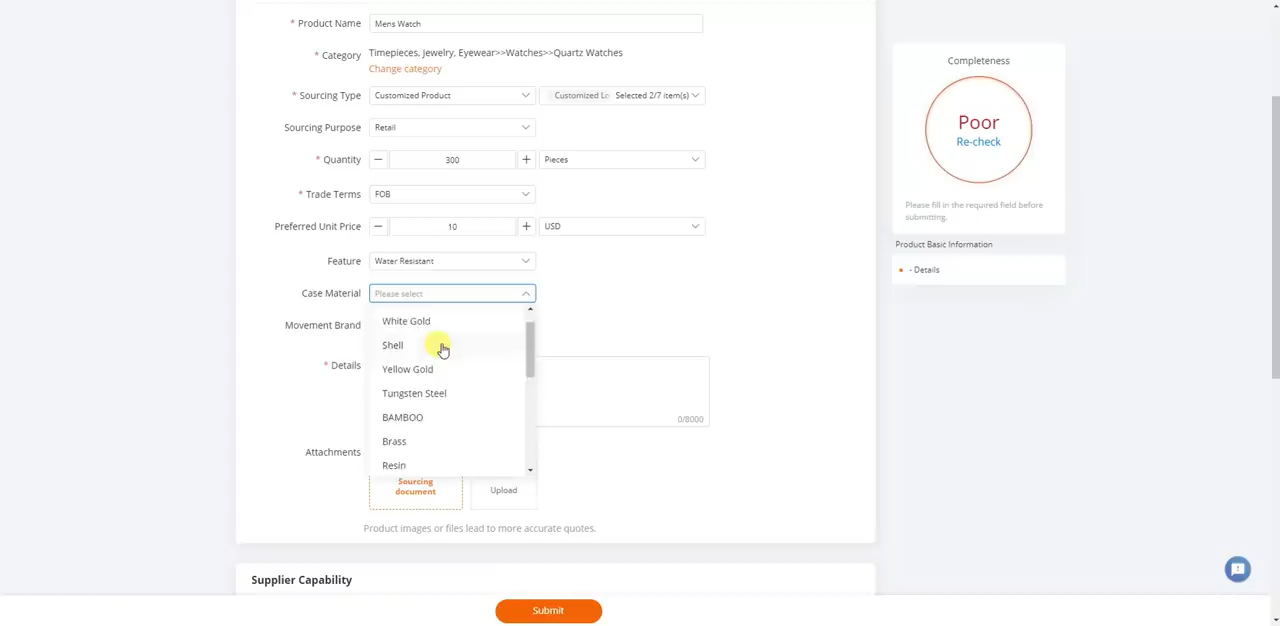 * Product Name Mens Watch
* Category Timepieces, Jewelry, Eyewear>>Watches>>Quartz Watches
Change category
* Sourcing Type Customized Product Customized Lo Selected 2/7 item(s)
Sourcing Purpose Retail
* Quantity 300 Pieces
* Trade Terms FOB
Preferred Unit Price 10 USD
Feature Water Resistant
Case Material Please select
White Gold
Movement Brand
Shell
* Details
Yellow Gold
Tungsten Steel
BAMBOO
0/8000
Brass
Attachments
Resin
Sourcing
document
Upload
Product images or files lead to more accurate quotes.
Supplier Capability
Submit
Completeness
Poor
Re-check
Please fill in the required field before
submitting.
Product Basic Information
- Details